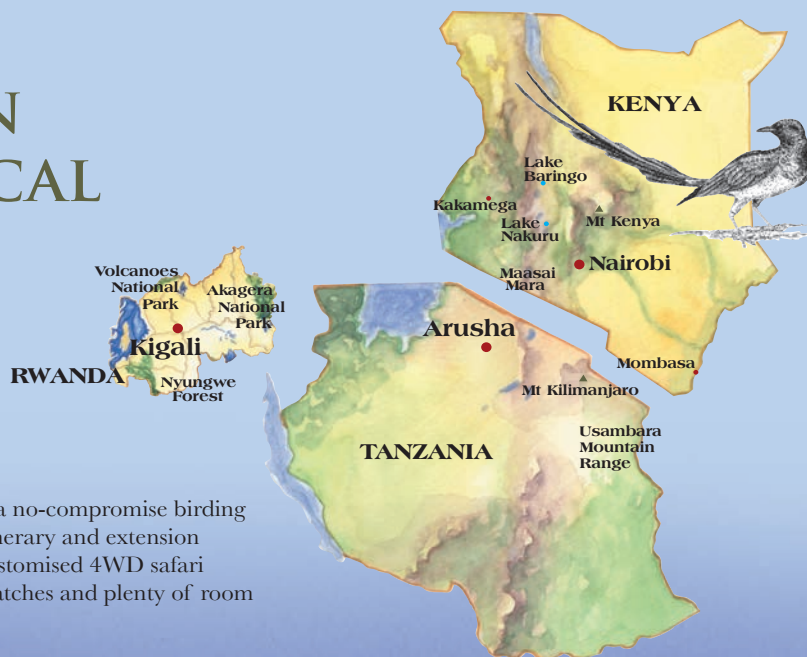 N
CAL
KENYA
Lake
Baringo
Kakamega
Mt Kenya
Lake
Nakuru
Nairobi
Maasai
Mara
Mombasa
Volcanoes
National
Park
Akagera
National
Park
Kigali
RWANDA
Nyungwe
Forest
Arusha
Mt Kilimanjaro
Usambara
Mountain
Range
TANZANIA
a no-compromise birding
nerary and extension
stomised 4WD safari
atches and plenty of room